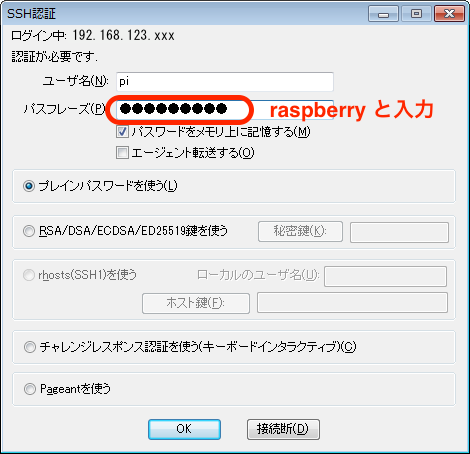 SSH認証
ログイン中: 192.168.123.xxx
認証が必要です.
ユーザ名(N): pi
パスフレーズ(P) ●●●●●●●●● raspberry と入力
パスワードをメモリ上に記憶する(M)
エージェント転送する(O)
プレインパスワードを使う(L)
RSA/DSA/ECDSA/ED25519鍵を使う 秘密鍵(K):
rhosts(SSH1)を使う ローカルのユーザ名(U):
ホスト鍵(F):
チャレンジレスポンス認証を使う(キーボードインタラクティブ)(C)
Pageantを使う
OK 接続断(D)